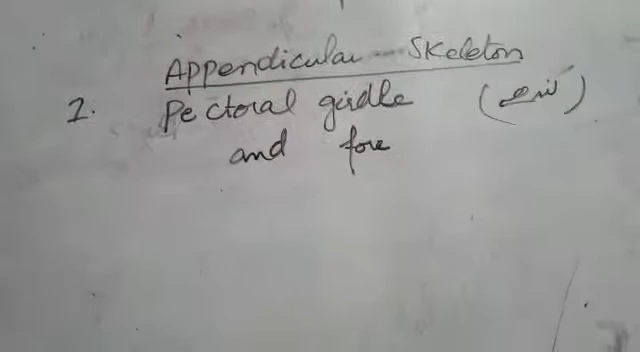 Appendicular Skeleton
1. Pectoral girdle
and fore